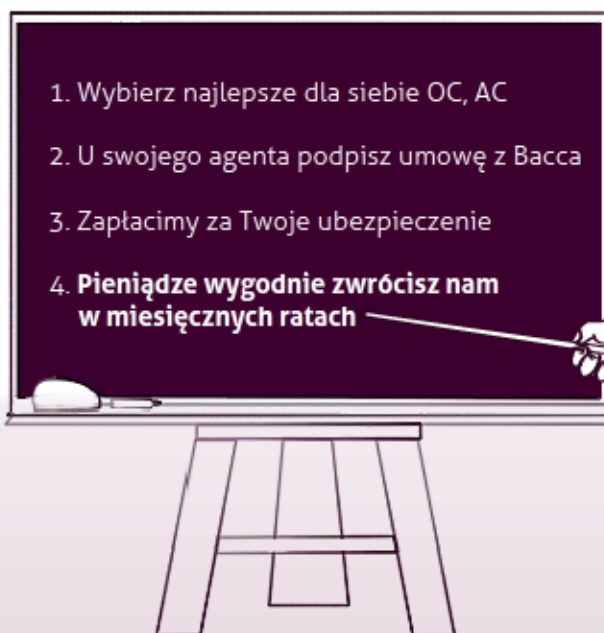 1. Wybierz najlepsze dla siebie OC, AC
2. U swojego agenta podpisz umowę z Bacca
3. Zapłacimy za Twoje ubezpieczenie
4. Pieniądze wygodnie zwrócisz nam
w miesięcznych ratach